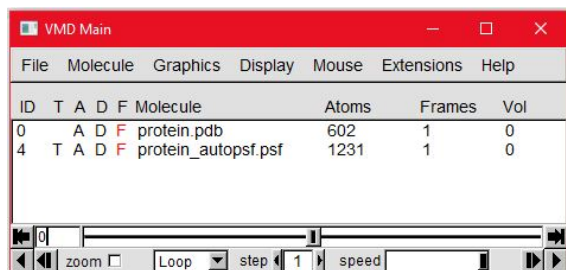 VMD Main
File Molecule Graphics Display Mouse Extensions Help
ID T A D F Molecule Atoms Frames Vol
0 A D F protein.pdb 602 1 0
4 T A D F protein_autopsf.psf 1231 1 0
0
zoom Loop step 1 speed